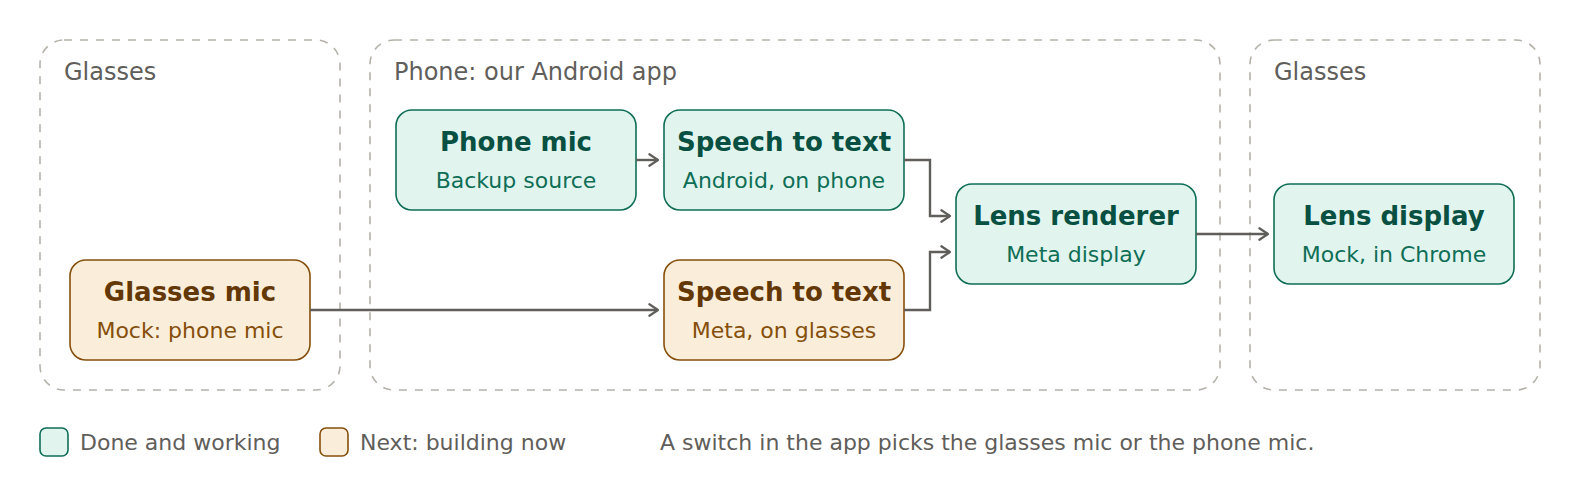 Glasses
Phone: our Android app
Glasses
Phone mic
Backup source
Speech to text
Android, on phone
Lens renderer
Meta display
Lens display
Mock, in Chrome
Glasses mic
Mock: phone mic
Speech to text
Meta, on glasses
Done and working
Next: building now
A switch in the app picks the glasses mic or the phone mic.